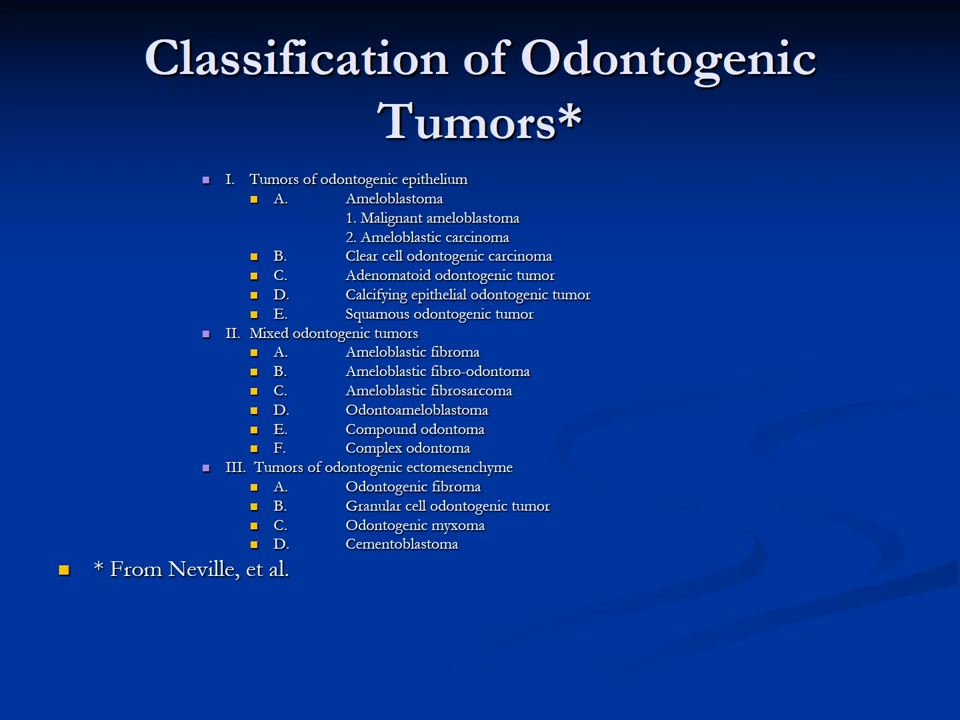 Classification of Odontogenic
Tumors*
I. Tumors of odontogenic epithelium
A. Ameloblastoma
1. Malignant ameloblastoma
2. Ameloblastic carcinoma
B. Clear cell odontogenic carcinoma
C. Adenomatoid odontogenic tumor
D. Calcifying epithelial odontogenic tumor
E. Squamous odontogenic tumor
II. Mixed odontogenic tumors
A. Ameloblastic fibroma
B. Ameloblastic fibro-odontoma
C. Ameloblastic fibrosarcoma
D. Odontoameloblastoma
E. Compound odontoma
F. Complex odontoma
III. Tumors of odontogenic ectomesenchyme
A. Odontogenic fibroma
B. Granular cell odontogenic tumor
C. Odontogenic myxoma
D. Cementoblastoma
* From Neville, et al.